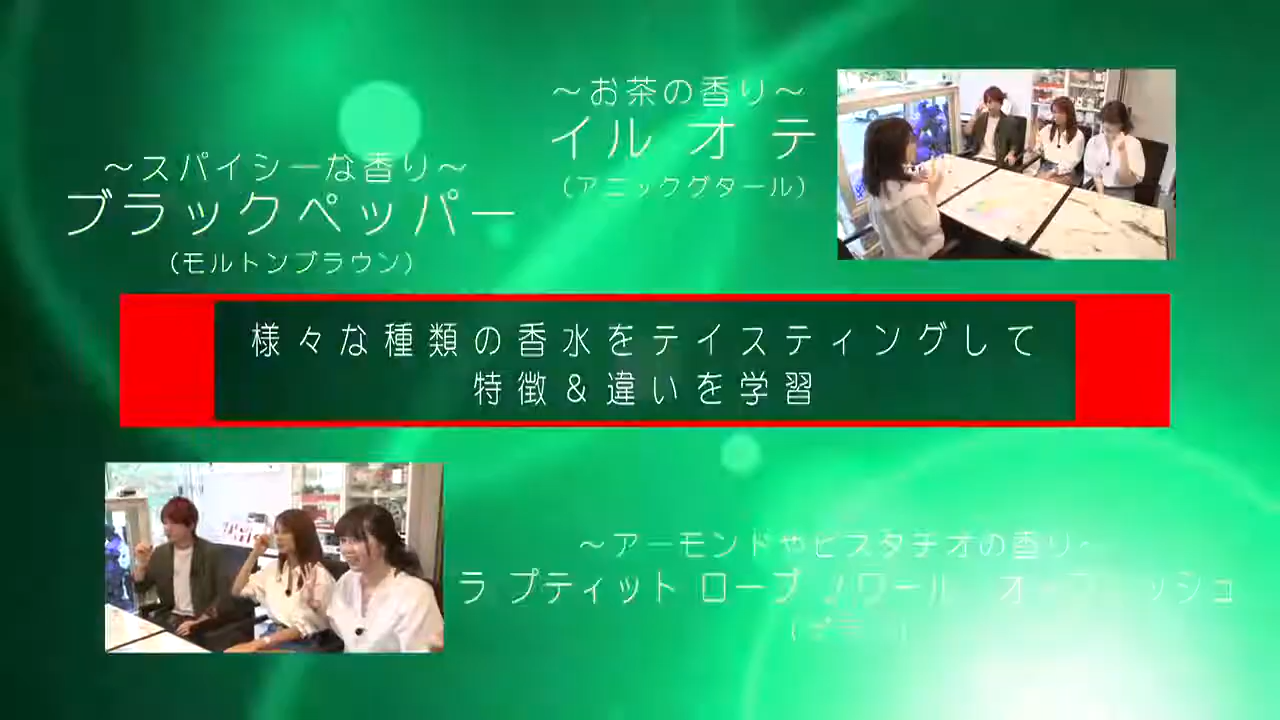 ～お茶の香り～
イル オ テ
（アニックグタール）
～スパイシーな香り～
ブラックペッパー
（モルトンブラウン）
様々な種類の香水をテイスティングして
特徴＆違いを学習
～アーモンドやピスタチオの香り～
ラ プティット ローブ ノワール